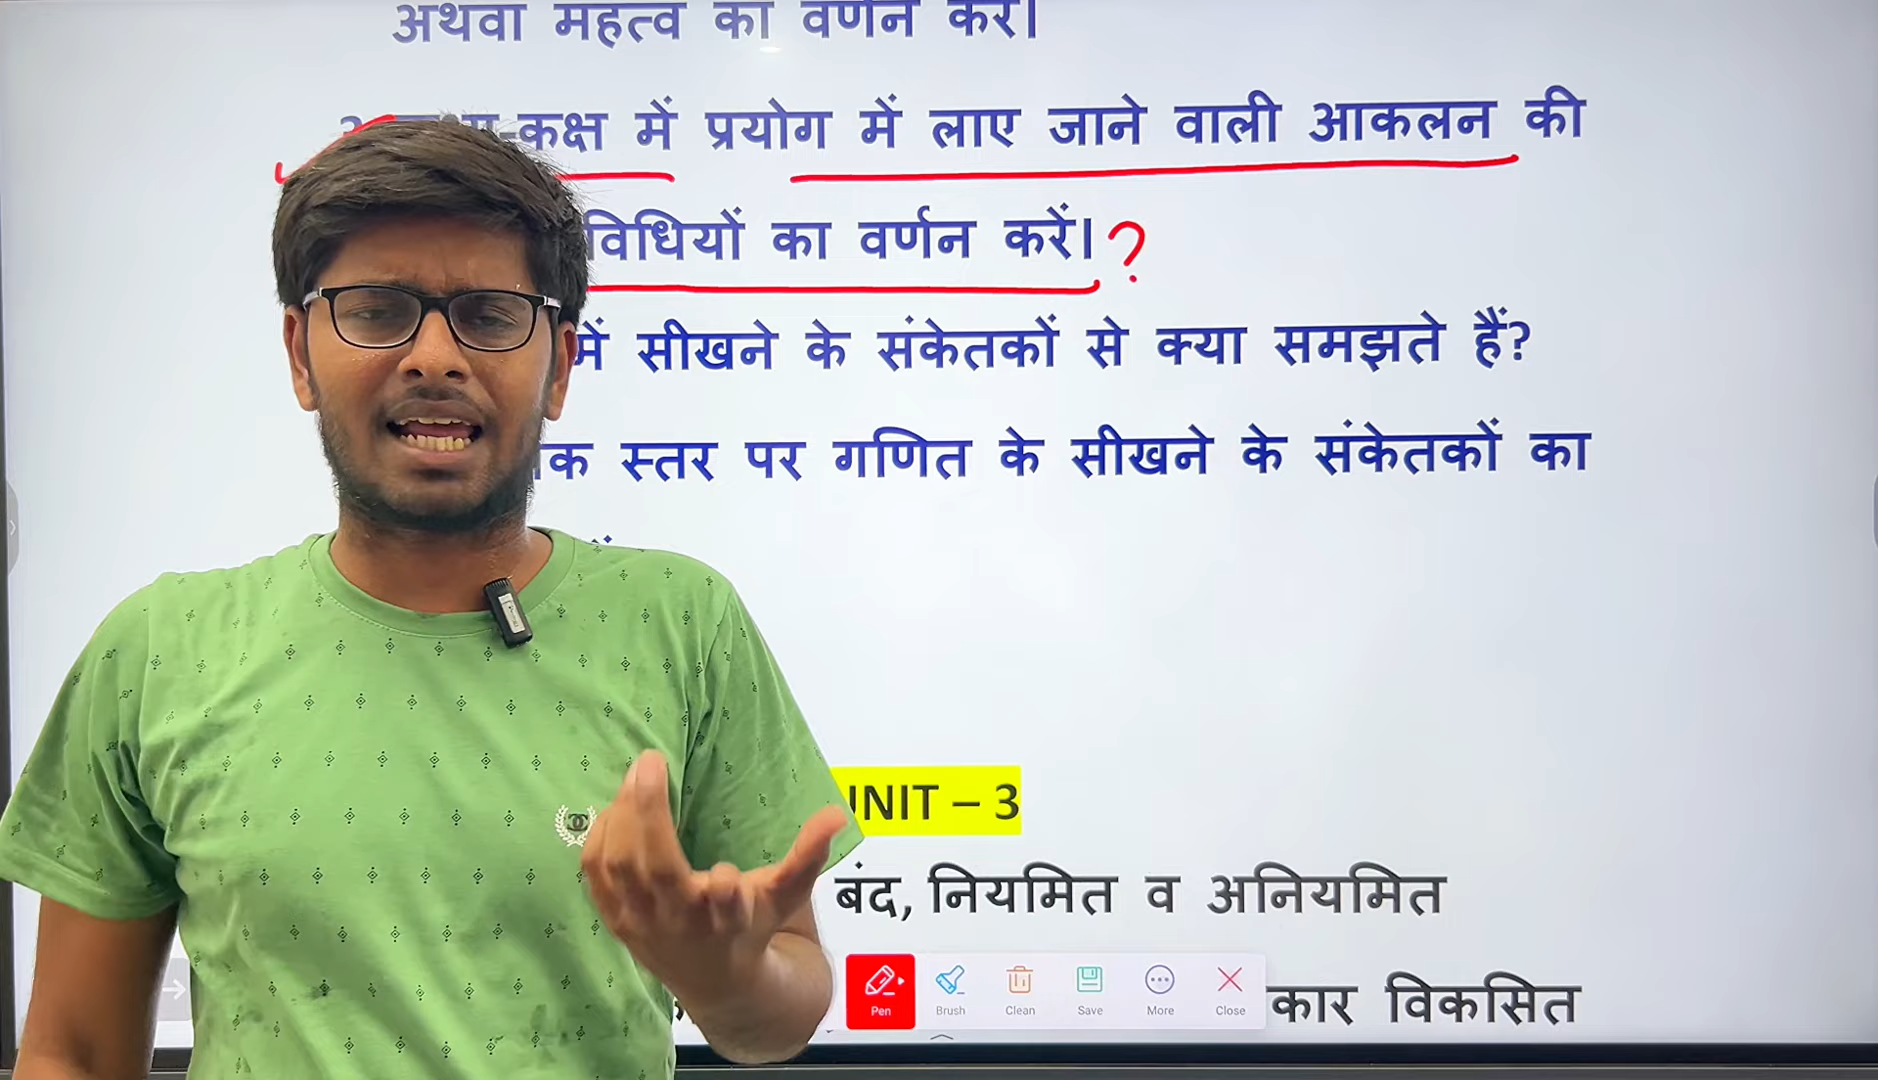 अथवा महत्व का वर्णन करें।
कक्ष में प्रयोग में लाए जाने वाली आकलन की
विधियों का वर्णन करें। ?
में सीखने के संकेतकों से क्या समझते हैं?
स्तर पर गणित के सीखने के संकेतकों का
UNIT – 3
बंद, नियमित व अनियमित
विकसित
Pen Brush Clean Save More Close